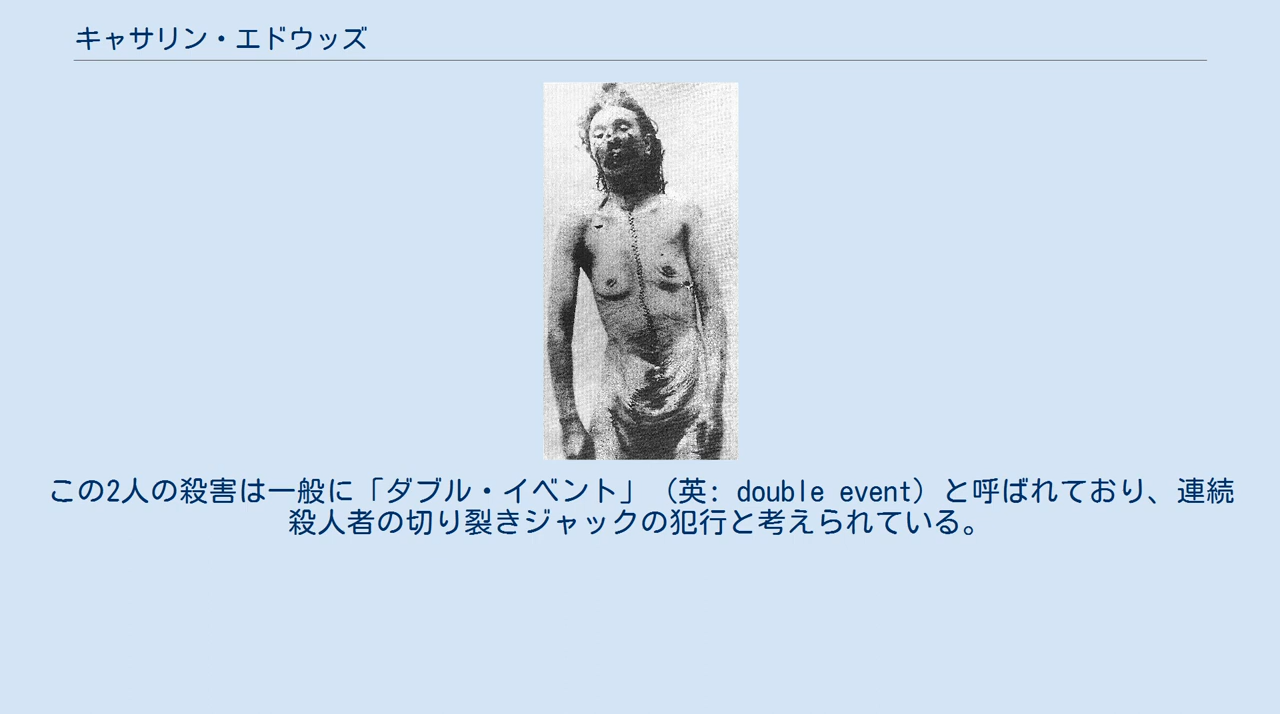 キャサリン・エドウッズ
この2人の殺害は一般に「ダブル・イベント」（英: double event）と呼ばれており、連続
殺人者の切り裂きジャックの犯行と考えられている。